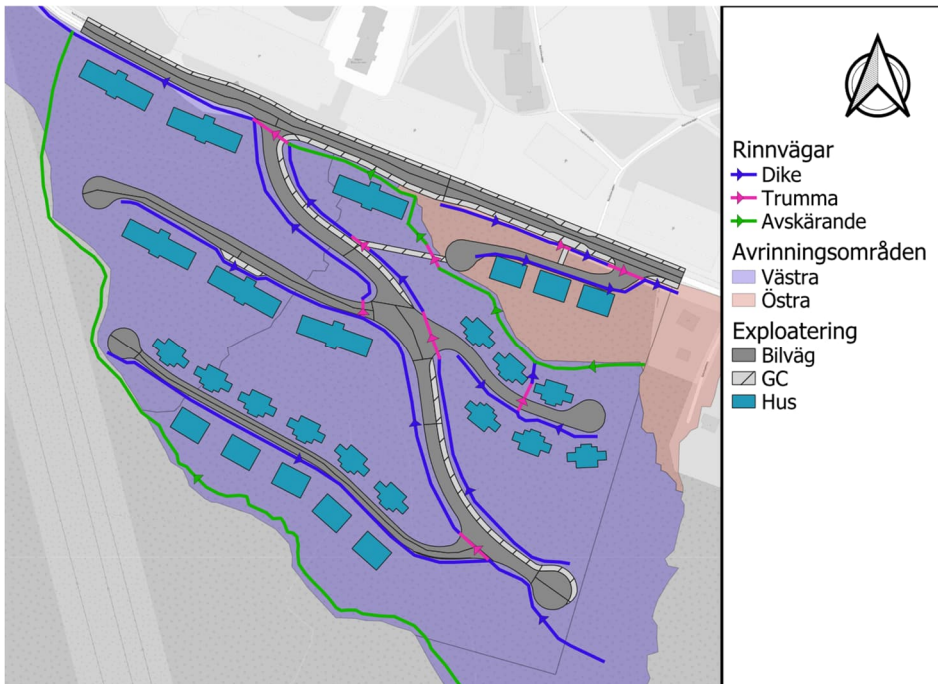 Rinnvägar
Dike
Trumma
Avskärande
Avrinningsområden
Västra
Östra
Exploatering
Bilväg
GC
Hus